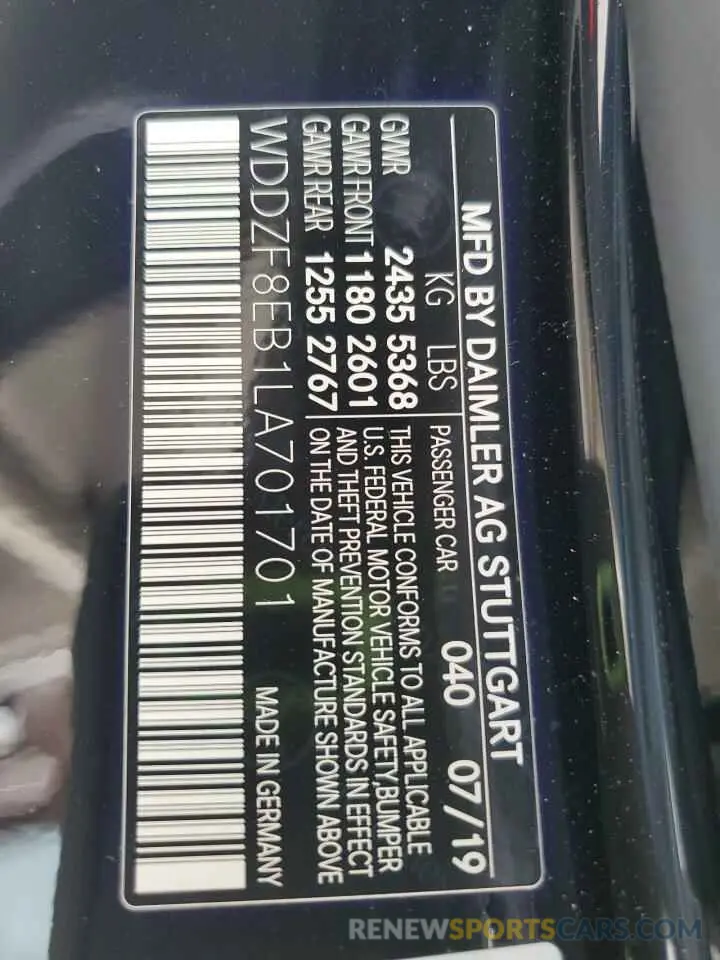 MFD BY DAIMLER AG STUTTGART
KG LBS PASSENGER CAR 040 07/19
GVWR 2435 5368 THIS VEHICLE CONFORMS TO ALL APPLICABLE
GAWR FRONT 1180 2601 U.S. FEDERAL MOTOR VEHICLE SAFETY,BUMPER
AND THEFT PREVENTION STANDARDS IN EFFECT
GAWR REAR 1255 2767 ON THE DATE OF MANUFACTURE SHOWN ABOVE
WDDZF8EB1LA701701 MADE IN GERMANY
RENEWSPORTSCARS.COM